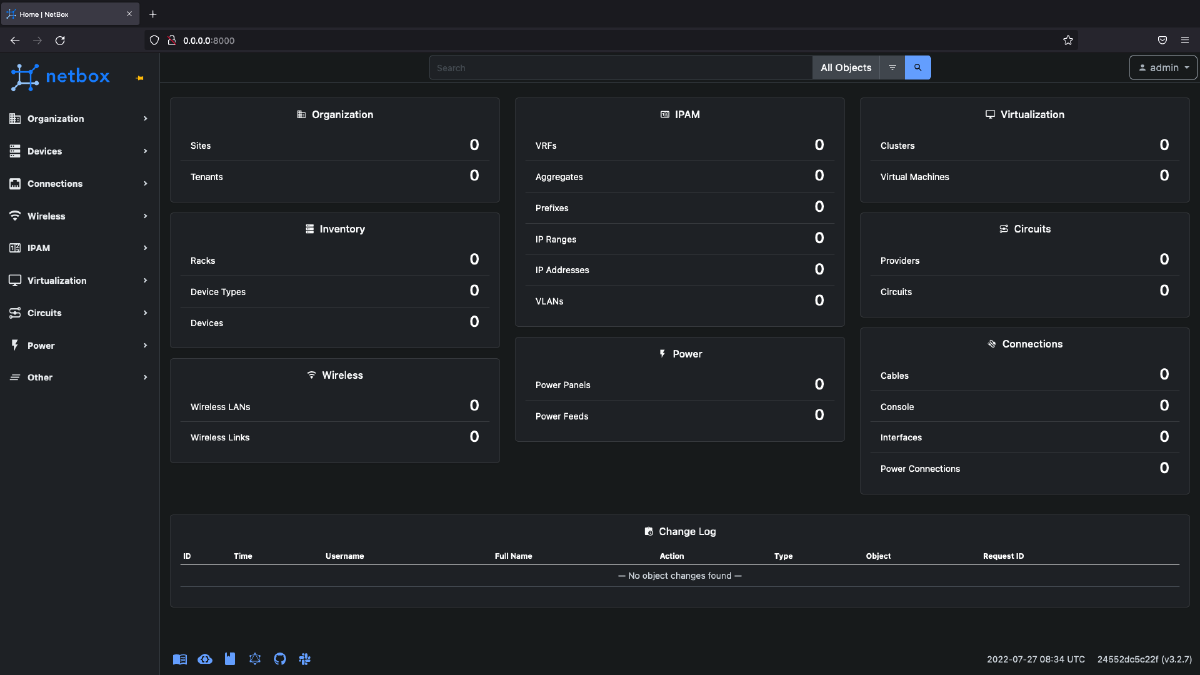 Home | NetBox
0.0.0.0:8000
netbox
Search
All Objects
admin
Organization
Devices
Connections
Wireless
IPAM
Virtualization
Circuits
Power
Other
Organization
Sites 0
Tenants 0
Inventory
Racks 0
Device Types 0
Devices 0
Wireless
Wireless LANs 0
Wireless Links 0
IPAM
VRFs 0
Aggregates 0
Prefixes 0
IP Ranges 0
IP Addresses 0
VLANs 0
Power
Power Panels 0
Power Feeds 0
Virtualization
Clusters 0
Virtual Machines 0
Circuits
Providers 0
Circuits 0
Connections
Cables 0
Console 0
Interfaces 0
Power Connections 0
Change Log
ID Time Username Full Name Action Type Object Request ID
— No object changes found —
2022-07-27 08:34 UTC 24552dc5c22f (v3.2.7)